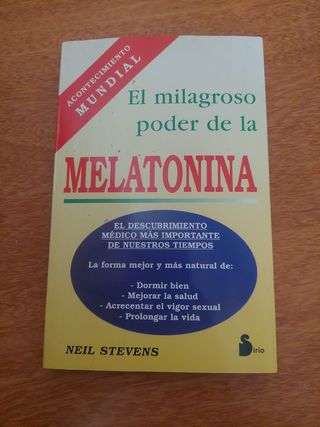 ACONTECIMIENTO
MUNDIAL
El milagroso
poder de la
MELATONINA
EL DESCUBRIMIENTO
MÉDICO MÁS IMPORTANTE
DE NUESTROS TIEMPOS
La forma mejor y más natural de:
- Dormir bien
- Mejorar la salud
- Acrecentar el vigor sexual
- Prolongar la vida
NEIL STEVENS
Sirio